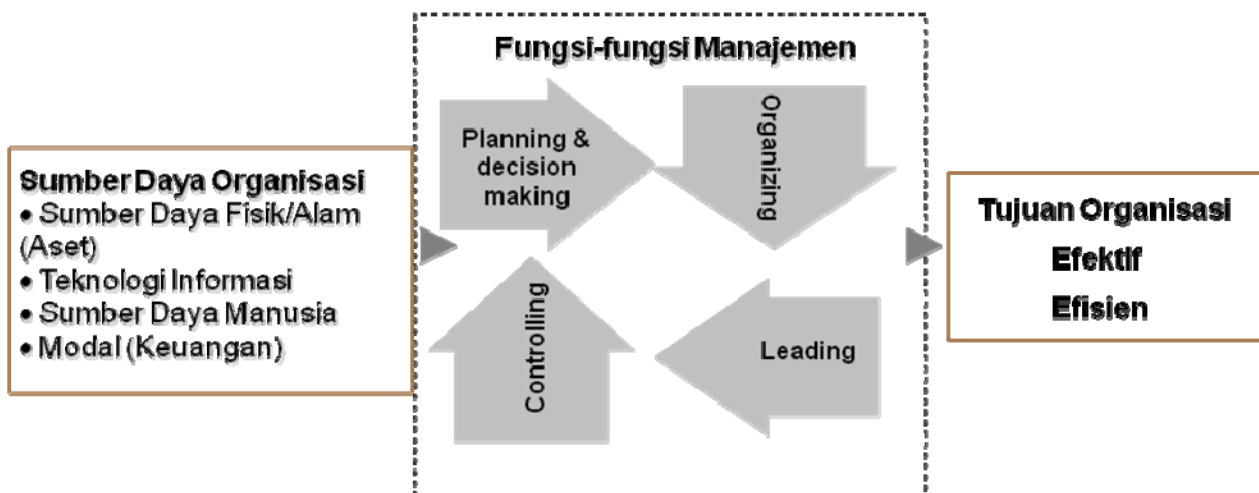 Fungsi-fungsi Manajemen
Planning &
decision
making
Organizing
Leading
Controlling
Sumber Daya Organisasi
• Sumber Daya Fisik/Alam
(Aset)
• Teknologi Informasi
• Sumber Daya Manusia
• Modal (Keuangan)
Tujuan Organisasi
Efektif
Efisien